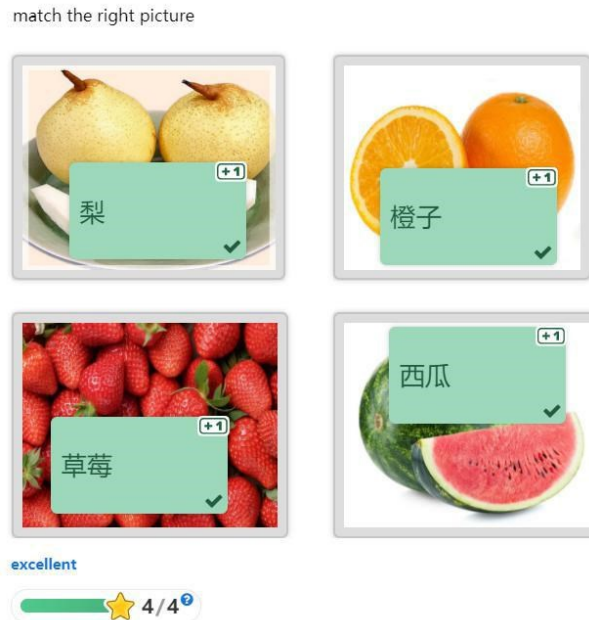 match the right picture
+1
梨
+1
橙子
+1
草莓
+1
西瓜
excellent
4/4?